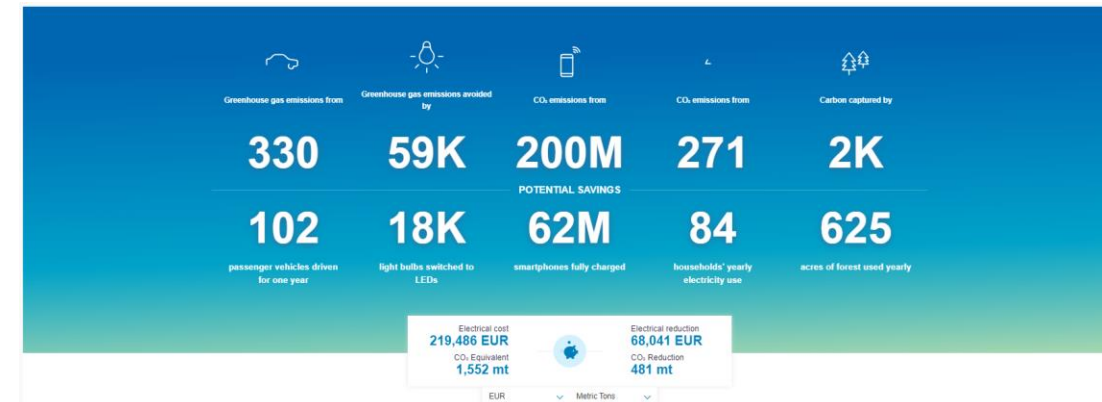 Greenhouse gas emissions from
Greenhouse gas emissions avoided
by
CO₂ emissions from
CO₂ emissions from
Carbon captured by
330
59K
200M
271
2K
POTENTIAL SAVINGS
102
18K
62M
84
625
passenger vehicles driven
for one year
light bulbs switched to
LEDs
smartphones fully charged
households' yearly
electricity use
acres of forest used yearly
Electrical cost
219,486 EUR
CO₂ Equivalent
1,552 mt
Electrical reduction
68,041 EUR
CO₂ Reduction
481 mt
EUR
Metric Tons